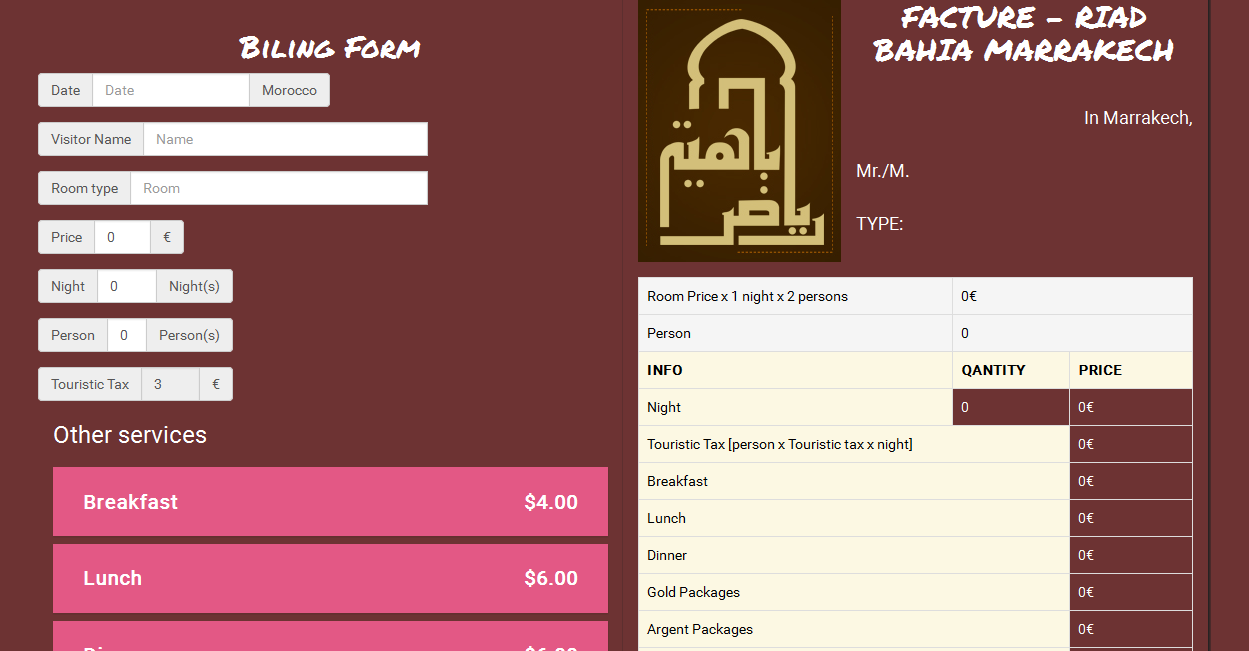 Biling Form
Date Date Morocco
Visitor Name Name
Room type Room
Price 0 €
Night 0 Night(s)
Person 0 Person(s)
Touristic Tax 3 €
Other services
Breakfast $4.00
Lunch $6.00
FACTURE - RIAD
BAHIA MARRAKECH
باهية
رياض
In Marrakech,
Mr./M.
TYPE:
Room Price x 1 night x 2 persons 0€
Person 0
INFO QANTITY PRICE
Night 0 0€
Touristic Tax [person x Touristic tax x night] 0€
Breakfast 0€
Lunch 0€
Dinner 0€
Gold Packages 0€
Argent Packages 0€